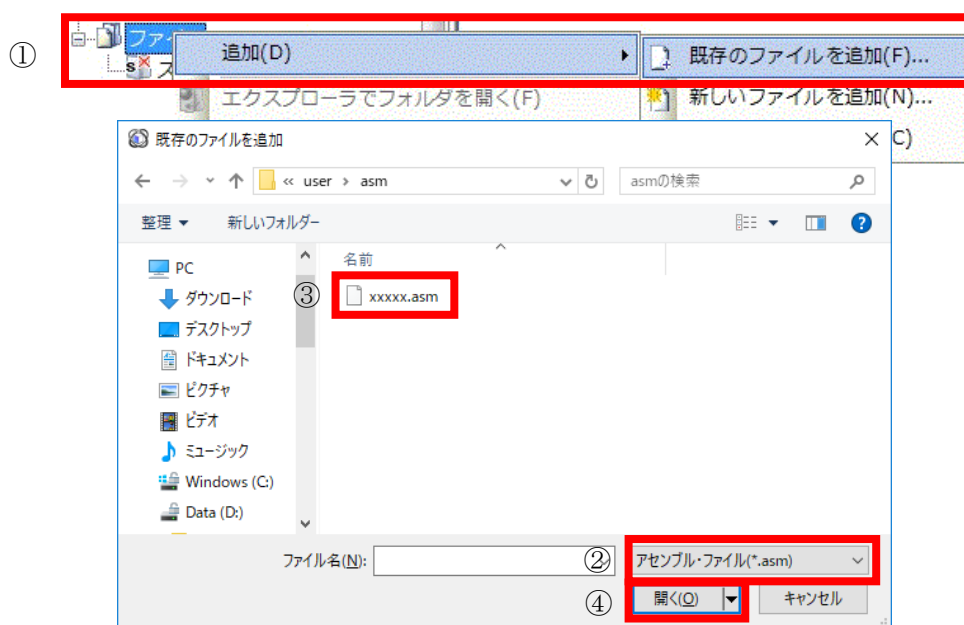 ①
ファイ
追加(D)
既存のファイルを追加(F)...
ス
エクスプローラでフォルダを開く(F)
新しいファイルを追加(N)...
C)
既存のファイルを追加
« user › asm
asmの検索
整理
新しいフォルダー
名前
PC
ダウンロード
③
xxxxx.asm
デスクトップ
ドキュメント
ピクチャ
ビデオ
ミュージック
Windows (C:)
Data (D:)
ファイル名(N):
②
アセンブル・ファイル(*.asm)
④
開く(O)
キャンセル